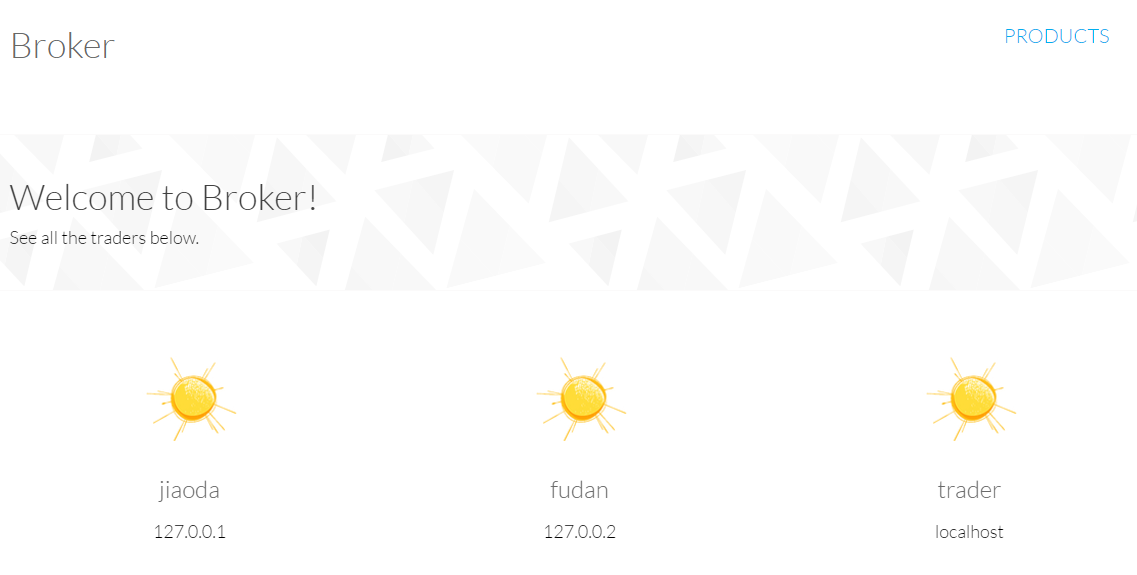 Broker
PRODUCTS
Welcome to Broker!
See all the traders below.
jiaoda
fudan
trader
127.0.0.1
127.0.0.2
localhost